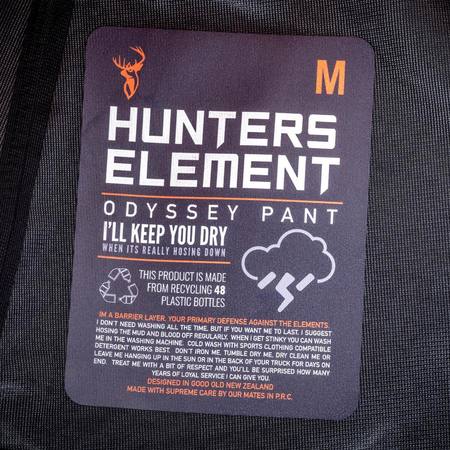 M
HUNTERS
ELEMENT
ODYSSEY PANT
I'LL KEEP YOU DRY
WHEN ITS REALLY HOSING DOWN
THIS PRODUCT IS MADE
FROM RECYCLING 48
PLASTIC BOTTLES
IM A BARRIER LAYER. YOUR PRIMARY DEFENSE AGAINST THE ELEMENTS.
I DON'T NEED WASHING ALL THE TIME, BUT IF YOU WANT ME TO LAST, I SUGGEST
HOSING THE MUD AND BLOOD OFF REGULARLY. WHEN I GET STINKY YOU CAN WASH
ME IN THE WASHING MACHINE. COLD WASH WITH SPORTS CLOTHING COMPATIBLE
DETERGENT WORKS BEST. DON'T IRON ME, TUMBLE DRY ME, DRY CLEAN ME OR
LEAVE ME HANGING UP IN THE SUN OR IN THE BACK OF YOUR TRUCK FOR DAYS ON
END. TREAT ME WITH A BIT OF RESPECT AND YOU'LL BE SURPRISED HOW MANY
YEARS OF LOYAL SERVICE I CAN GIVE YOU.
DESIGNED IN GOOD OLD NEW ZEALAND
MADE WITH SUPREME CARE BY OUR MATES IN P.R.C.